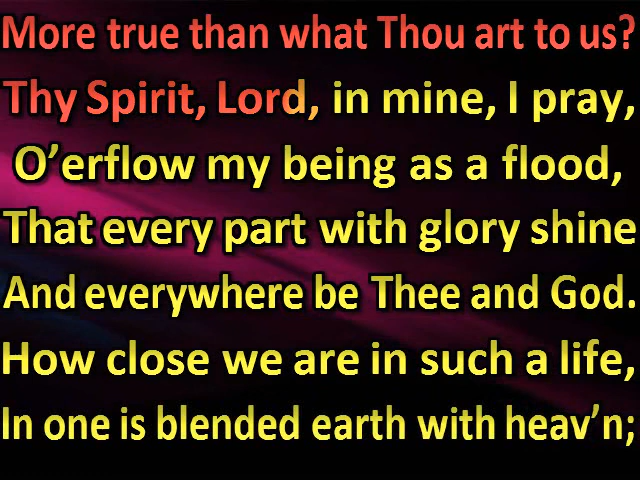 More true than what Thou art to us?
Thy Spirit, Lord, in mine, I pray,
O’erflow my being as a flood,
That every part with glory shine
And everywhere be Thee and God.
How close we are in such a life,
In one is blended earth with heav’n;